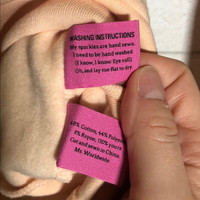 WASHING INSTRUCTIONS
My sparkles are hand sewn.
I need to be hand washed
(I know, I know. Eye roll)
Oh, and lay me flat to dry.
48% Cotton, 44% Polyester
8% Rayon, 100% yours
Cut and sewn in China.
Mr. Worldwide.